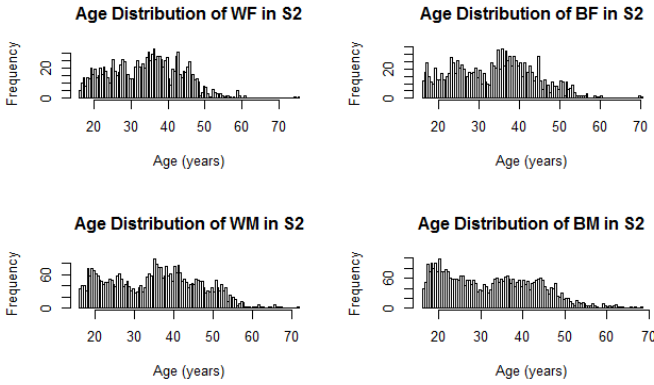 Age Distribution of WF in S2
Frequency
0 20
20 30 40 50 60 70
Age (years)
Age Distribution of BF in S2
Frequency
0 20
20 30 40 50 60 70
Age (years)
Age Distribution of WM in S2
Frequency
0 60
20 30 40 50 60 70
Age (years)
Age Distribution of BM in S2
Frequency
0 60
20 30 40 50 60 70
Age (years)